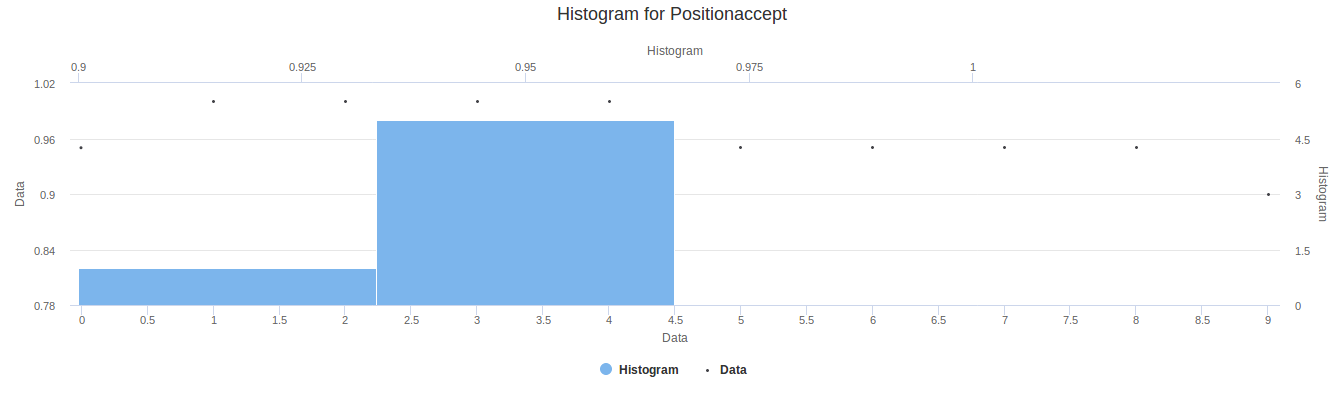 Histogram for Positionaccept
Histogram
0.9 0.925 0.95 0.975 1
1.02 6
0.96 4.5
0.9 3
0.84 1.5
0.78 0
Data
Histogram
0 0.5 1 1.5 2 2.5 3 3.5 4 4.5 5 5.5 6 6.5 7 7.5 8 8.5 9
Data
Histogram Data